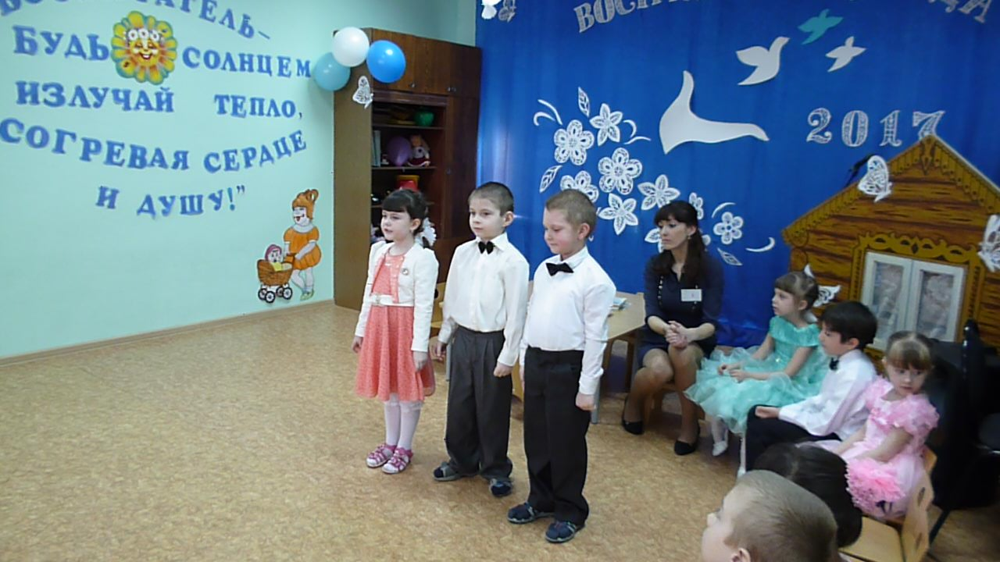 БУДЬ СОЛНЦЕМ
ИЗЛУЧАЙ ТЕПЛО,
СОГРЕВАЯ СЕРДЦЕ
И ДУШУ!"
2017